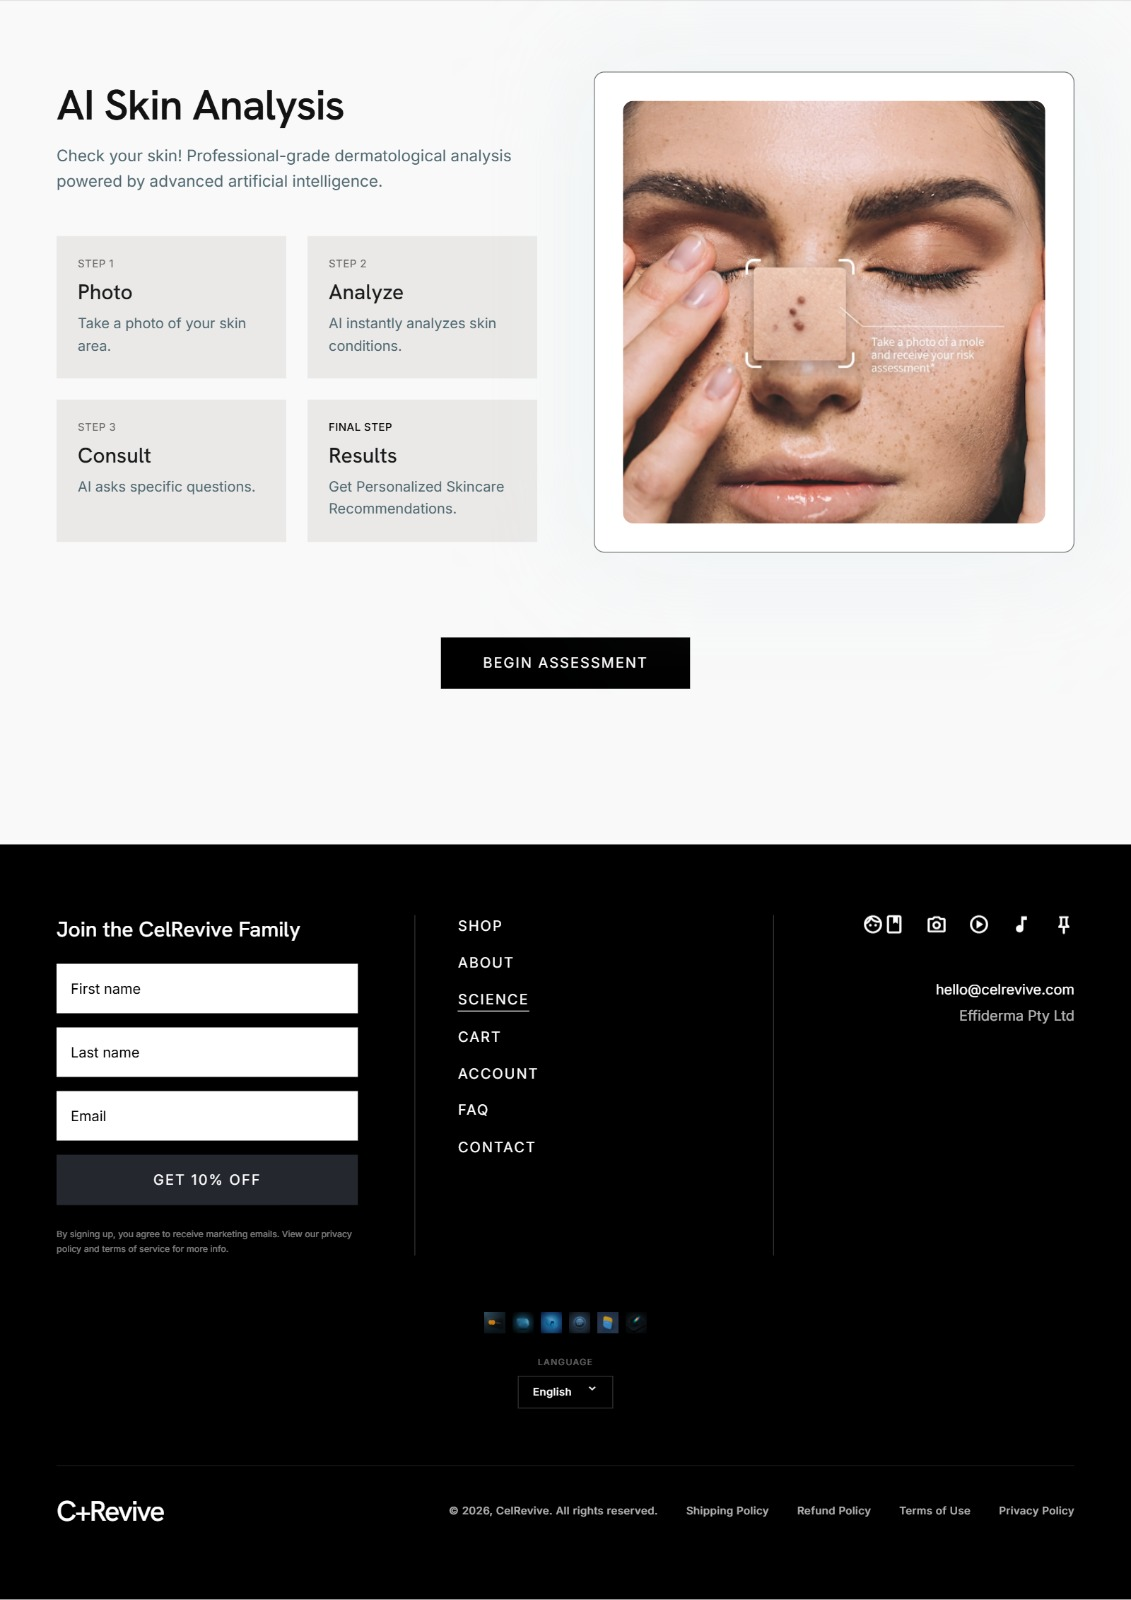 AI Skin Analysis
Check your skin! Professional-grade dermatological analysis
powered by advanced artificial intelligence.
STEP 1
Photo
Take a photo of your skin
area.
STEP 2
Analyze
AI instantly analyzes skin
conditions.
STEP 3
Consult
AI asks specific questions.
FINAL STEP
Results
Get Personalized Skincare
Recommendations.
Take a photo of a mole
and receive your risk
assessment*
BEGIN ASSESSMENT
Join the CelRevive Family
First name
Last name
Email
GET 10% OFF
By signing up, you agree to receive marketing emails. View our privacy
policy and terms of service for more info.
SHOP
ABOUT
SCIENCE
CART
ACCOUNT
FAQ
CONTACT
hello@celrevive.com
Effiderma Pty Ltd
LANGUAGE
English
C+Revive
© 2026, CelRevive. All rights reserved.
Shipping Policy
Refund Policy
Terms of Use
Privacy Policy